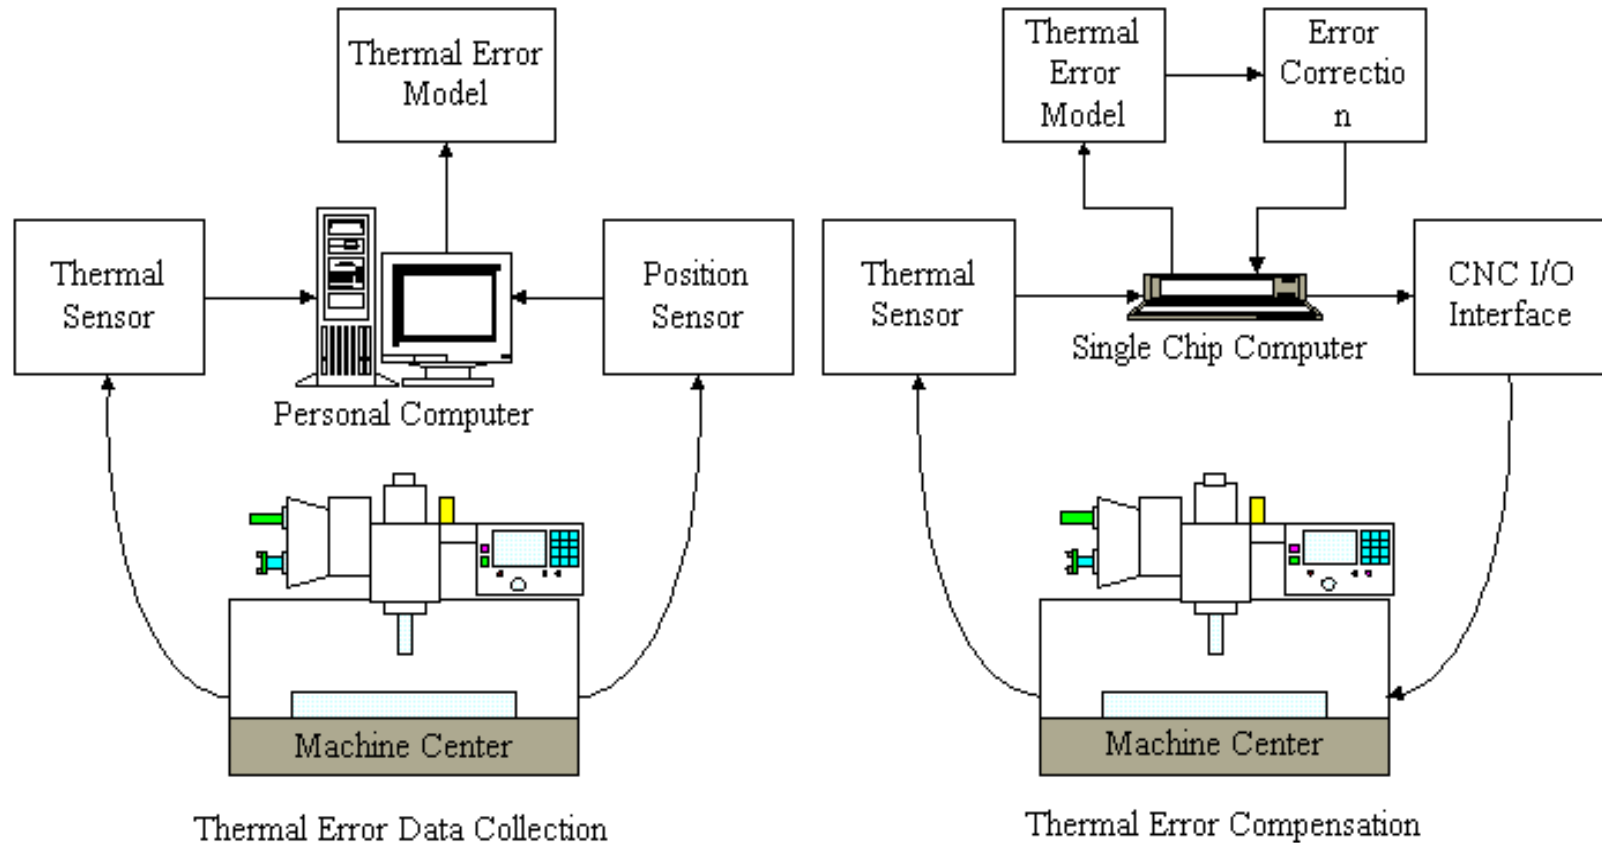 Thermal Error
Model
Thermal
Sensor
Position
Sensor
Personal Computer
Machine Center
Thermal Error Data Collection
Thermal
Error
Model
Error
Correctio
n
Thermal
Sensor
CNC I/O
Interface
Single Chip Computer
Machine Center
Thermal Error Compensation